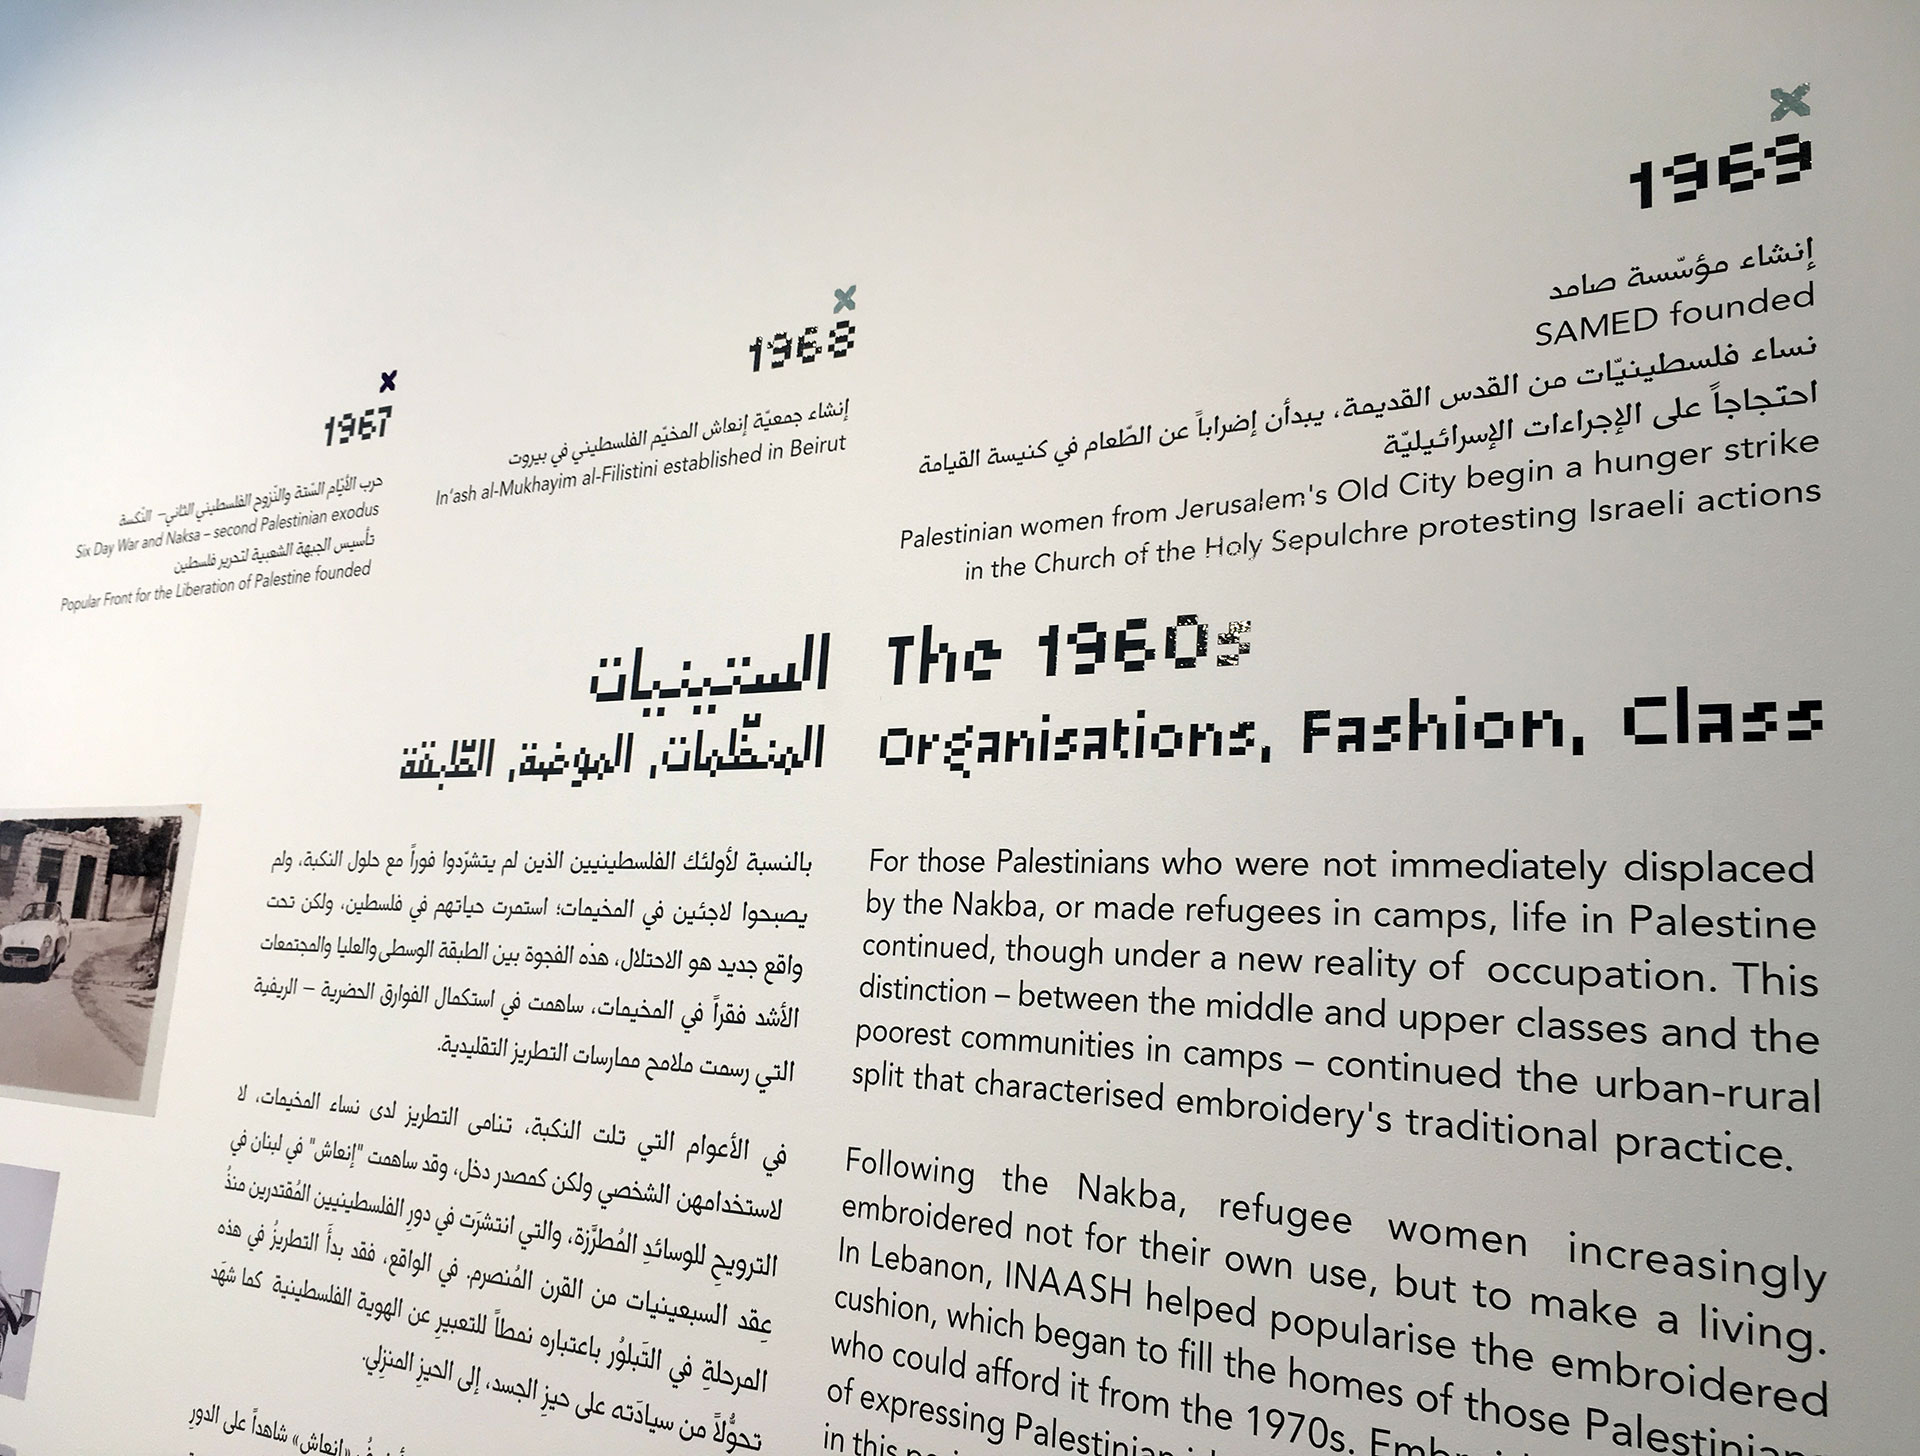 1969
إنشاء مؤسّسة صامد
SAMED founded
نساء فلسطينيّات من القدس القديمة، يبدأن إضراباً عن الطّعام في كنيسة القيامة
احتجاجاً على الإجراءات الإسرائيليّة
Palestinian women from Jerusalem's Old City begin a hunger strike
in the Church of the Holy Sepulchre protesting Israeli actions
1968
إنشاء جمعيّة إنعاش المخيّم الفلسطيني في بيروت
In'ash al-Mukhayim al-Filistini established in Beirut
1967
حرب الأيّام السّتة والنّزوح الفلسطيني الثاني– النّكسة
Six Day War and Naksa – second Palestinian exodus
تأسيس الجبهة الشعبية لتحرير فلسطين
Popular Front for the Liberation of Palestine founded
الستينيات
المنظّمات, الموضة, الطّبقة
The 1960s
Organisations, Fashion, Class
بالنسبة لأولئك الفلسطينيين الذين لم يتشرّدوا فوراً مع حلول النكبة، ولم
يصبحوا لاجئين في المخيمات؛ استمرت حياتهم في فلسطين، ولكن تحت
واقع جديد هو الاحتلال، هذه الفجوة بين الطبقة الوسطى والعليا والمجتمعات
الأشد فقراً في المخيمات، ساهمت في استكمال الفوارق الحضرية – الريفية
التي رسمت ملامح ممارسات التطريز التقليدية.
في الأعوام التي تلت النكبة، تنامى التطريز لدى نساء المخيمات، لا
لاستخدامهن الشخصي ولكن كمصدر دخل، وقد ساهمت "إنعاش" في لبنان في
الترويجِ للوسائدِ المُطرَّزة، والتي انتشرَت في دورِ الفلسطينيين المُقتدرين منذُ
عِقد السبعينيات من القرن المُنصرم. في الواقع، فقد بدأَ التطريزُ في هذه
المرحلةِ في التَبلوُر باعتباره نمطاً للتعبيرِ عن الهوية الفلسطينية كما شهَد
تحوُّلاً من سيادَته على حيزِ الجسد، إلى الحيزِ المنزلِي.
«إنعاش» شاهداً على الدورِ
For those Palestinians who were not immediately displaced
by the Nakba, or made refugees in camps, life in Palestine
continued, though under a new reality of occupation. This
distinction – between the middle and upper classes and the
poorest communities in camps – continued the urban-rural
split that characterised embroidery's traditional practice.
Following the Nakba, refugee women increasingly
embroidered not for their own use, but to make a living.
In Lebanon, INAASH helped popularise the embroidered
cushion, which began to fill the homes of those Palestinians
who could afford it from the 1970s.
of expressing Palestinian
in this